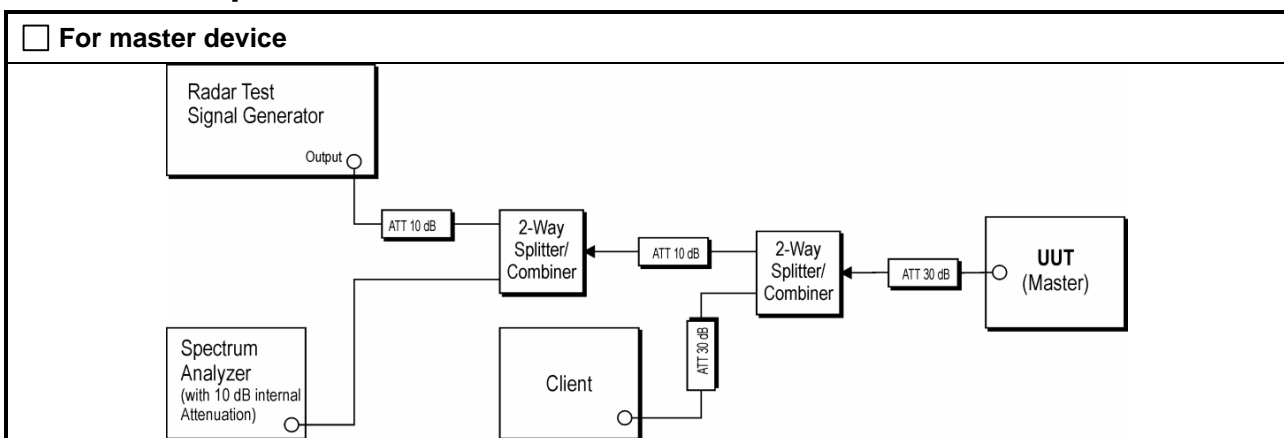 For master device
Radar Test
Signal Generator
Output
ATT 10 dB
2-Way
Splitter/
Combiner
ATT 10 dB
2-Way
Splitter/
Combiner
ATT 30 dB
UUT
(Master)
Spectrum
Analyzer
(with 10 dB internal
Attenuation)
Client
ATT 30 dB